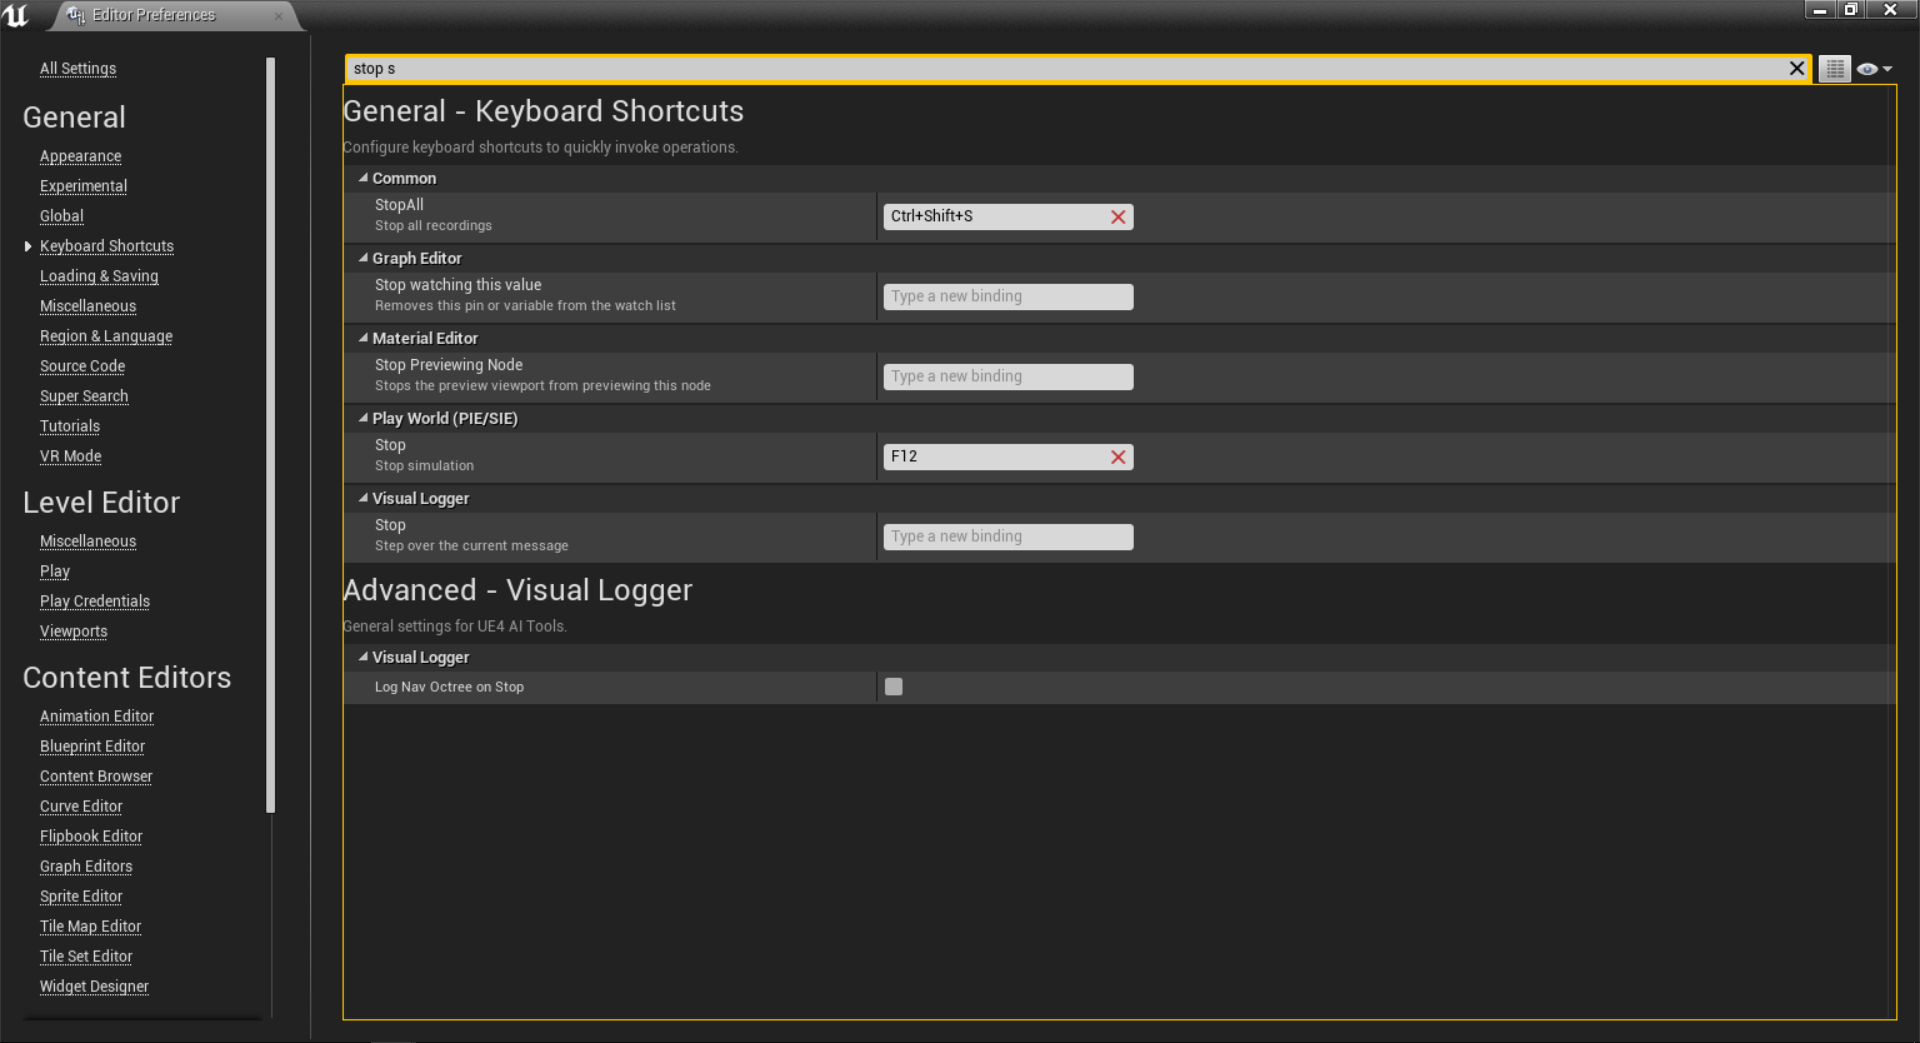 Editor Preferences
All Settings
General
Appearance
Experimental
Global
Keyboard Shortcuts
Loading & Saving
Miscellaneous
Region & Language
Source Code
Super Search
Tutorials
VR Mode
Level Editor
Miscellaneous
Play
Play Credentials
Viewports
Content Editors
Animation Editor
Blueprint Editor
Content Browser
Curve Editor
Flipbook Editor
Graph Editors
Sprite Editor
Tile Map Editor
Tile Set Editor
Widget Designer
stop s
General - Keyboard Shortcuts
Configure keyboard shortcuts to quickly invoke operations.
Common
StopAll
Stop all recordings
Ctrl+Shift+S
Graph Editor
Stop watching this value
Removes this pin or variable from the watch list
Type a new binding
Material Editor
Stop Previewing Node
Stops the preview viewport from previewing this node
Type a new binding
Play World (PIE/SIE)
Stop
Stop simulation
F12
Visual Logger
Stop
Step over the current message
Type a new binding
Advanced - Visual Logger
General settings for UE4 AI Tools.
Visual Logger
Log Nav Octree on Stop